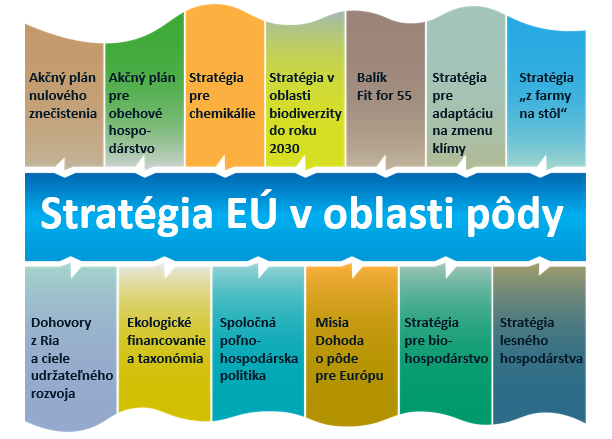 Akčný plán
nulového
znečistenia
Akčný plán
pre
obehové
hospo-
dárstvo
Stratégia
pre
chemikálie
Stratégia v
oblasti
biodiverzity
do roku
2030
Balík
Fit for 55
Stratégia
pre
adaptáciu
na zmenu
klímy
Stratégia
„z farmy
na stôl“
Stratégia EÚ v oblasti pôdy
Dohovory
z Ria
a ciele
udržateľného
rozvoja
Ekologické
financovanie
a taxonómia
Spoločná
poľno-
hospodárska
politika
Misia
Dohoda
o pôde
pre Európu
Stratégia
pre bio-
hospodárstvo
Stratégia
lesného
hospodárstva